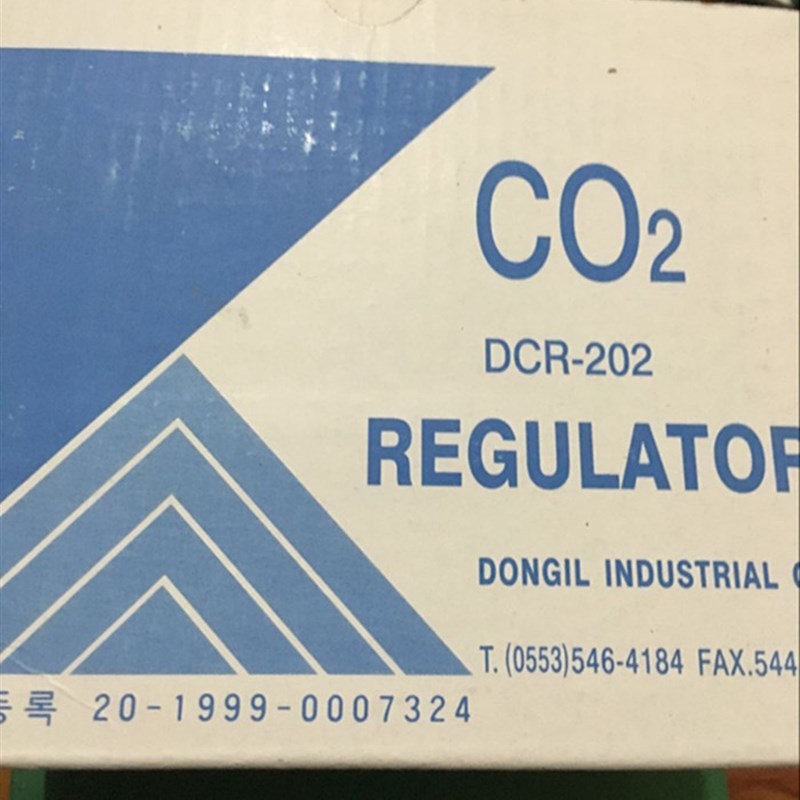 CO2
DCR-202
REGULATOR
DONGIL INDUSTRIAL
T. (0553)546-4184 FAX.544
등록 20-1999-0007324